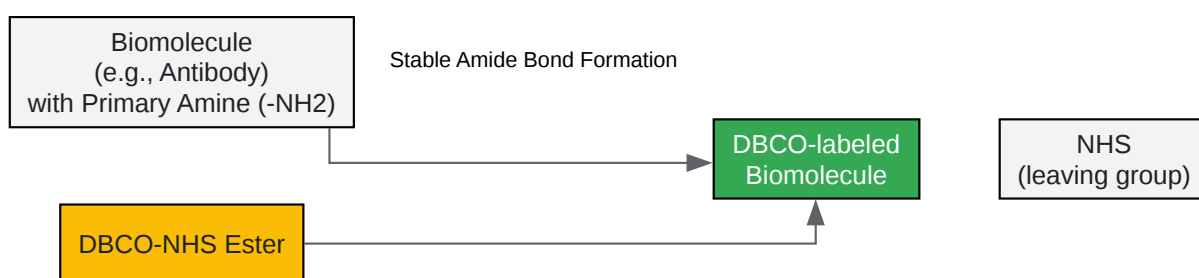 Biomolecule
(e.g., Antibody)
with Primary Amine (-NH2)
Stable Amide Bond Formation
DBCO-labeled
Biomolecule
NHS
(leaving group)
DBCO-NHS Ester